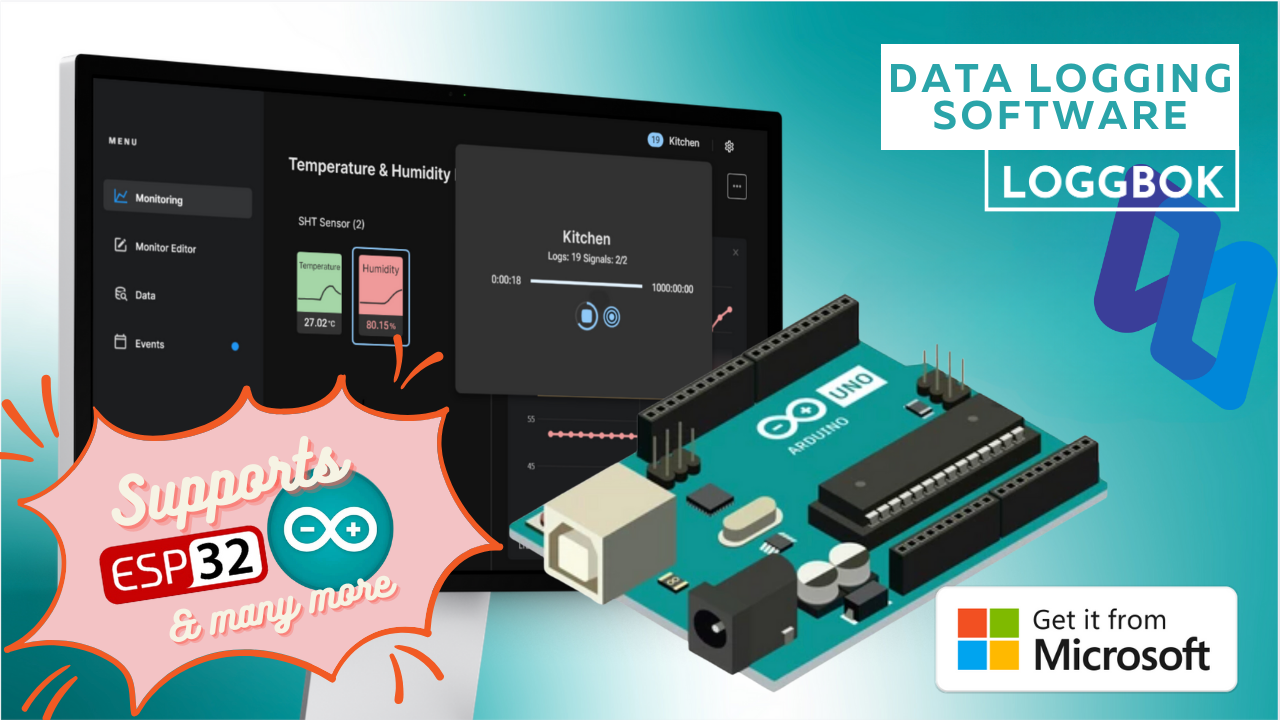 DATA LOGGING
SOFTWARE
LOGGBOK
MENU
Monitoring
Monitor Editor
Data
Events
19 Kitchen
Temperature & Humidity
SHT Sensor (2)
Temperature
27.02°C
Humidity
80.15%
Kitchen
Logs: 19 Signals: 2/2
0:00:18
1000:00:00
55
45
UNO
ARDUINO
Supports
ESP32
& many more
Get it from
Microsoft